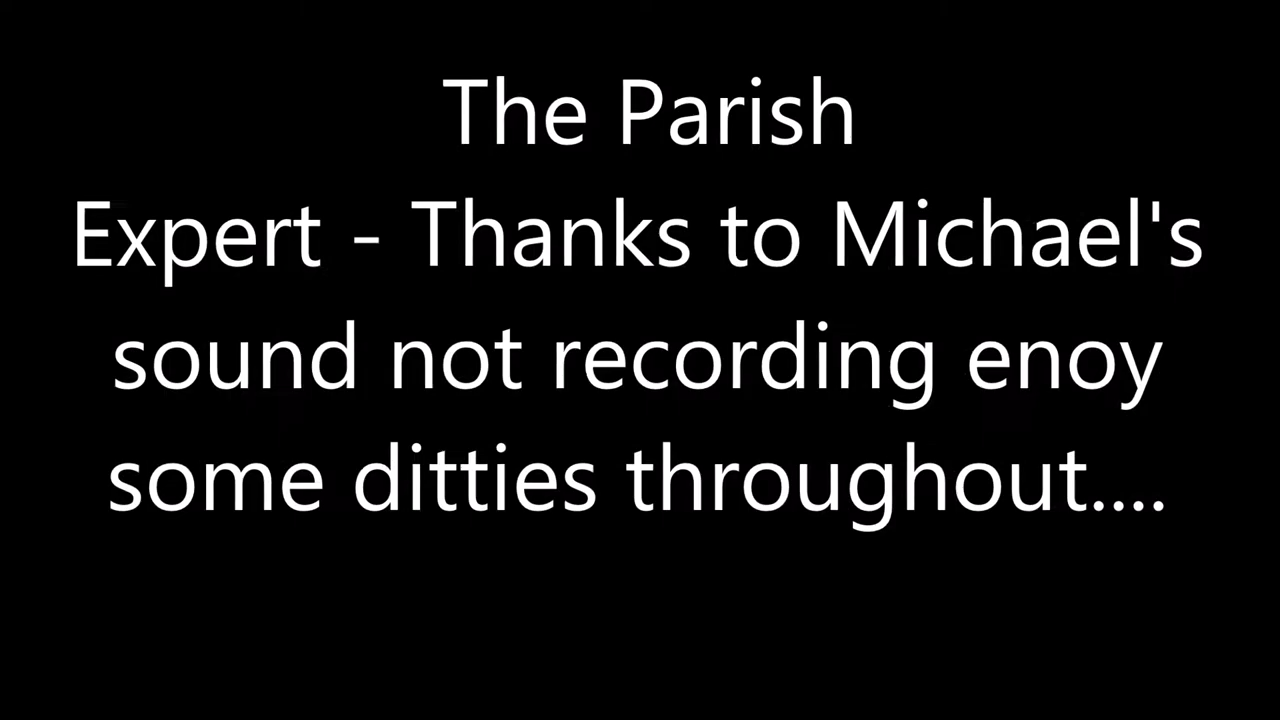 The Parish
Expert - Thanks to Michael's
sound not recording enoy
some ditties throughout....